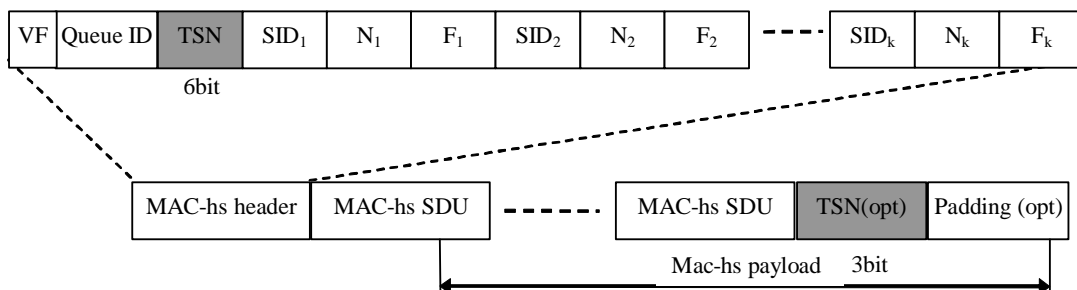 VF Queue ID TSN SID₁ N₁ F₁ SID₂ N₂ F₂ SIDₖ Nₖ Fₖ
6bit
MAC-hs header MAC-hs SDU MAC-hs SDU TSN(opt) Padding (opt)
Mac-hs payload 3bit